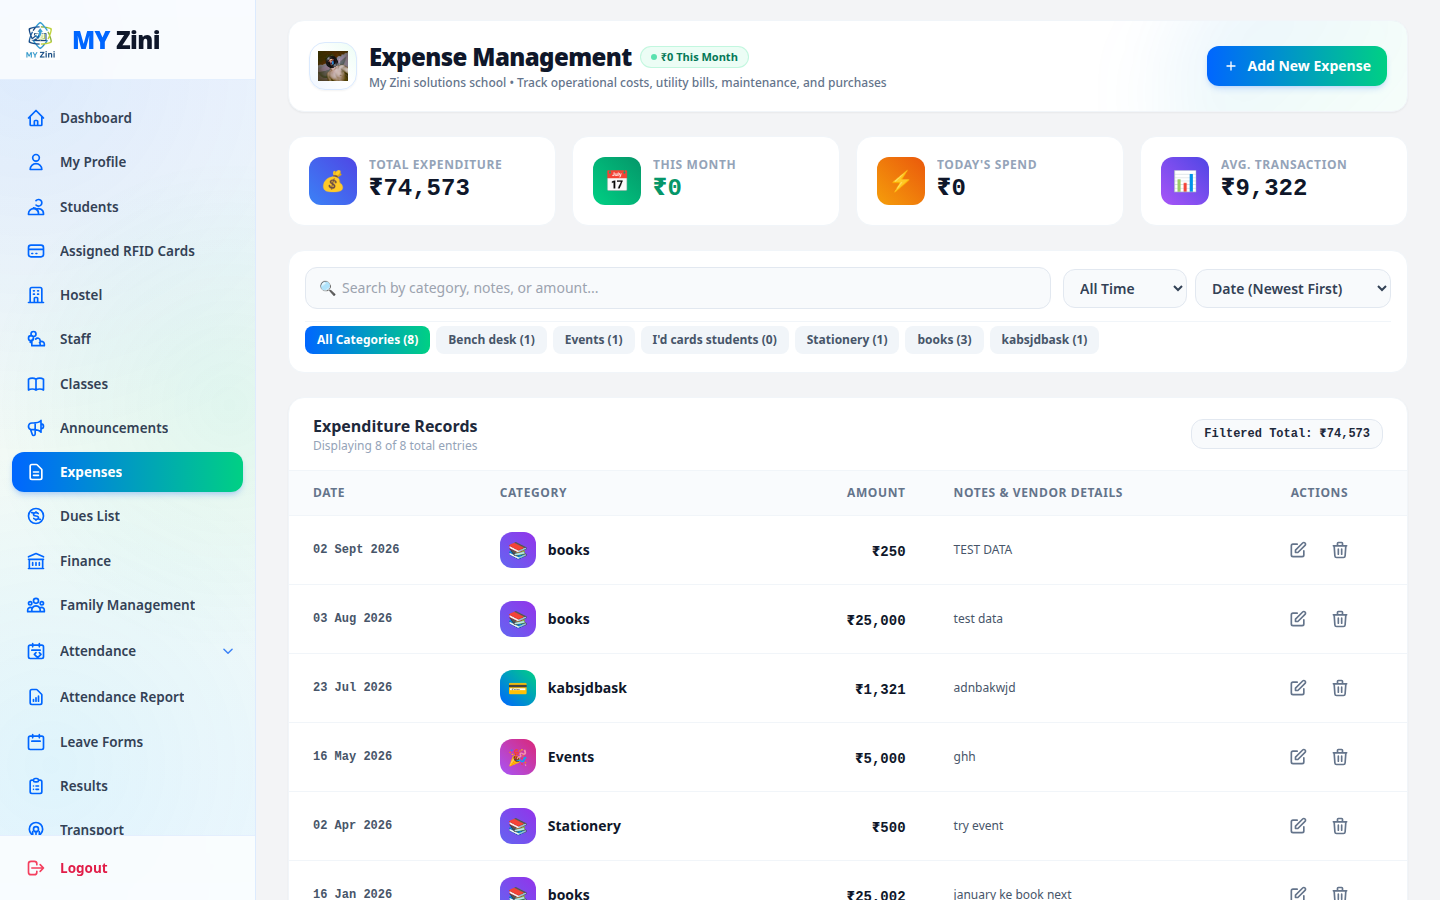 MY Zini
MY Zini
Dashboard
My Profile
Students
Assigned RFID Cards
Hostel
Staff
Classes
Announcements
Expenses
Dues List
Finance
Family Management
Attendance
Attendance Report
Leave Forms
Results
Transport
Logout
Expense Management
₹0 This Month
My Zini solutions school • Track operational costs, utility bills, maintenance, and purchases
+ Add New Expense
TOTAL EXPENDITURE
₹74,573
July
17
THIS MONTH
₹0
TODAY'S SPEND
₹0
AVG. TRANSACTION
₹9,322
Search by category, notes, or amount...
All Time
Date (Newest First)
All Categories (8)
Bench desk (1)
Events (1)
I'd cards students (0)
Stationery (1)
books (3)
kabsjdbask (1)
Expenditure Records
Displaying 8 of 8 total entries
Filtered Total: ₹74,573
DATE CATEGORY AMOUNT NOTES & VENDOR DETAILS ACTIONS
02 Sept 2026 books ₹250 TEST DATA
03 Aug 2026 books ₹25,000 test data
23 Jul 2026 kabsjdbask ₹1,321 adnbakwjd
16 May 2026 Events ₹5,000 ghh
02 Apr 2026 Stationery ₹500 try event
16 Jan 2026 books ₹25,002 january ke book next